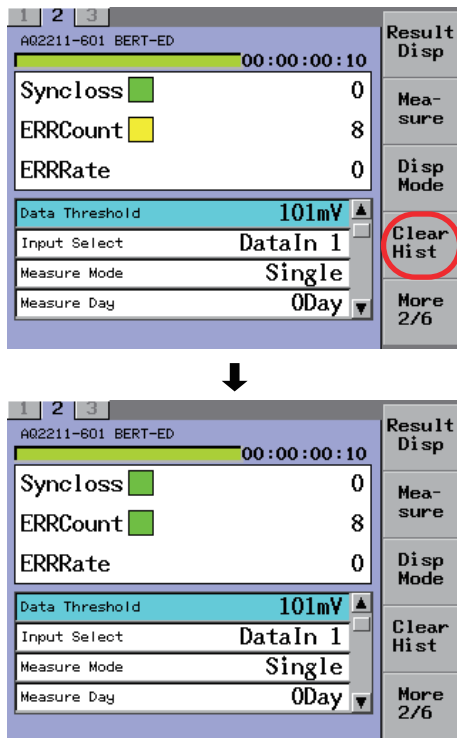 1 2 3
AQ2211-601 BERT-ED
00:00:00:10
Syncloss 0
ERRCount 8
ERRRate 0
Data Threshold 101mV
Input Select DataIn 1
Measure Mode Single
Measure Day 0Day
Result
Disp
Mea-
sure
Disp
Mode
Clear
Hist
More
2/6
1 2 3
AQ2211-601 BERT-ED
00:00:00:10
Syncloss 0
ERRCount 8
ERRRate 0
Data Threshold 101mV
Input Select DataIn 1
Measure Mode Single
Measure Day 0Day
Result
Disp
Mea-
sure
Disp
Mode
Clear
Hist
More
2/6